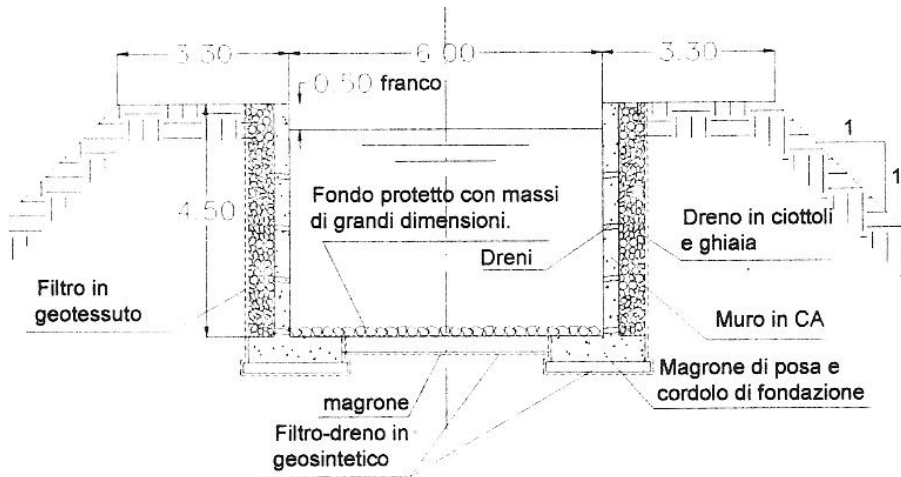 3.30
6.00
3.30
0.50 franco
1
1
4.50
Fondo protetto con massi
di grandi dimensioni.
Dreni
Dreno in ciottoli
e ghiaia
Filtro in
geotessuto
Muro in CA
Magrone di posa e
cordolo di fondazione
magrone
Filtro-dreno in
geosintetico